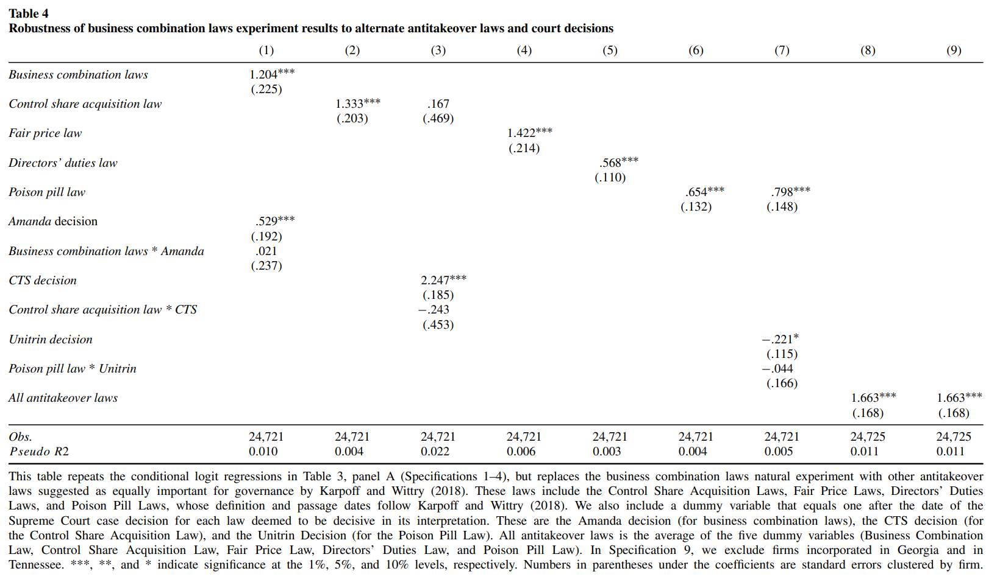 Table 4
Robustness of business combination laws experiment results to alternate antitakeover laws and court decisions
(1) (2) (3) (4) (5) (6) (7) (8) (9)
Business combination laws 1.204***
(.225)
Control share acquisition law 1.333*** .167
(.203) (.469)
Fair price law 1.422***
(.214)
Directors’ duties law .568***
(.110)
Poison pill law .654*** .798***
(.132) (.148)
Amanda decision .529***
(.192)
Business combination laws * Amanda .021
(.237)
CTS decision 2.247***
(.185)
Control share acquisition law * CTS −.243
(.453)
Unitrin decision −.221*
(.115)
Poison pill law * Unitrin −.044
(.166)
All antitakeover laws 1.663*** 1.663***
(.168) (.168)
Obs. 24,721 24,721 24,721 24,721 24,721 24,721 24,721 24,725 24,725
Pseudo R2 0.010 0.004 0.022 0.006 0.003 0.004 0.005 0.011 0.011
This table repeats the conditional logit regressions in Table 3, panel A (Specifications 1–4), but replaces the business combination laws natural experiment with other antitakeover
laws suggested as equally important for governance by Karpoff and Wittry (2018). These laws include the Control Share Acquisition Laws, Fair Price Laws, Directors’ Duties
Laws, and Poison Pill Laws, whose definition and passage dates follow Karpoff and Wittry (2018). We also include a dummy variable that equals one after the date of the
Supreme Court case decision for each law deemed to be decisive in its interpretation. These are the Amanda decision (for business combination laws), the CTS decision (for
the Control Share Acquisition Law), and the Unitrin Decision (for the Poison Pill Law). All antitakeover laws is the average of the five dummy variables (Business Combination
Law, Control Share Acquisition Law, Fair Price Law, Directors’ Duties Law, and Poison Pill Law). In Specification 9, we exclude firms incorporated in Georgia and in
Tennessee. ***, **, and * indicate significance at the 1%, 5%, and 10% levels, respectively. Numbers in parentheses under the coefficients are standard errors clustered by firm.